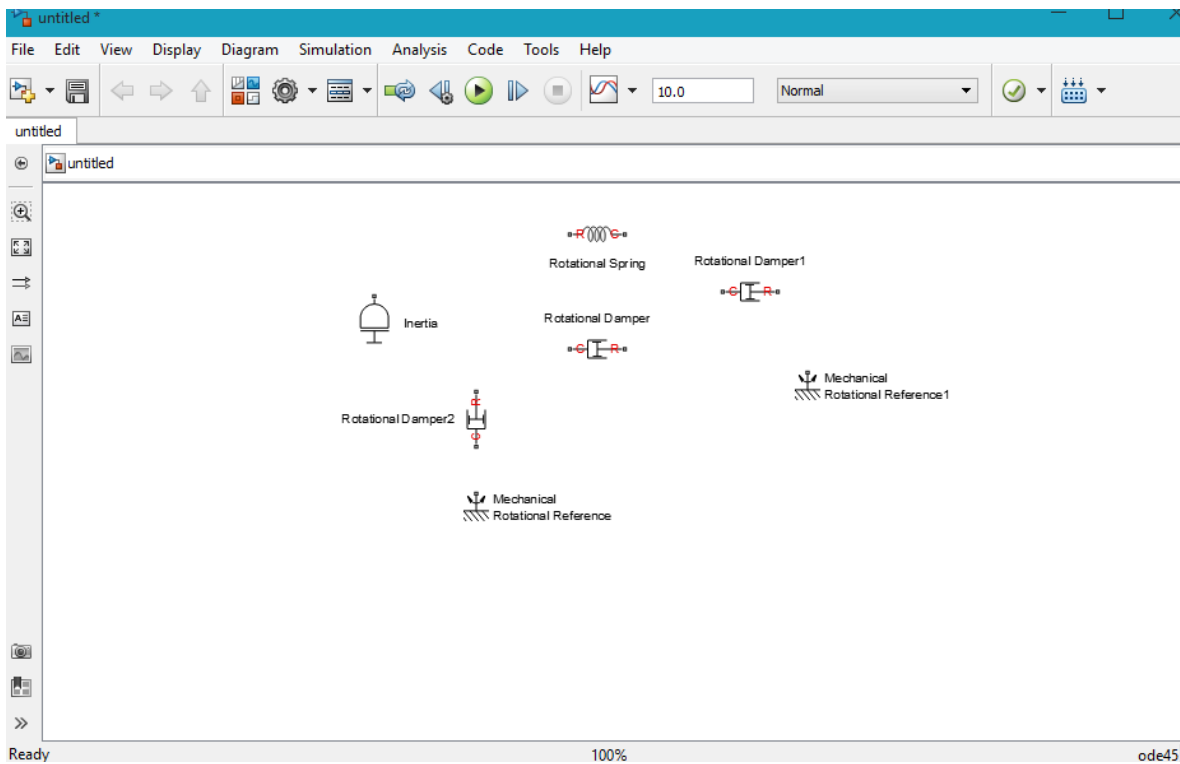 untitled *
File Edit View Display Diagram Simulation Analysis Code Tools Help
10.0 Normal
untitled
untitled
R C
Rotational Spring
Rotational Damper1
C R
Inertia
Rotational Damper
C R
Mechanical
Rotational Reference1
R
Rotational Damper2
C
Mechanical
Rotational Reference
Ready 100% ode45